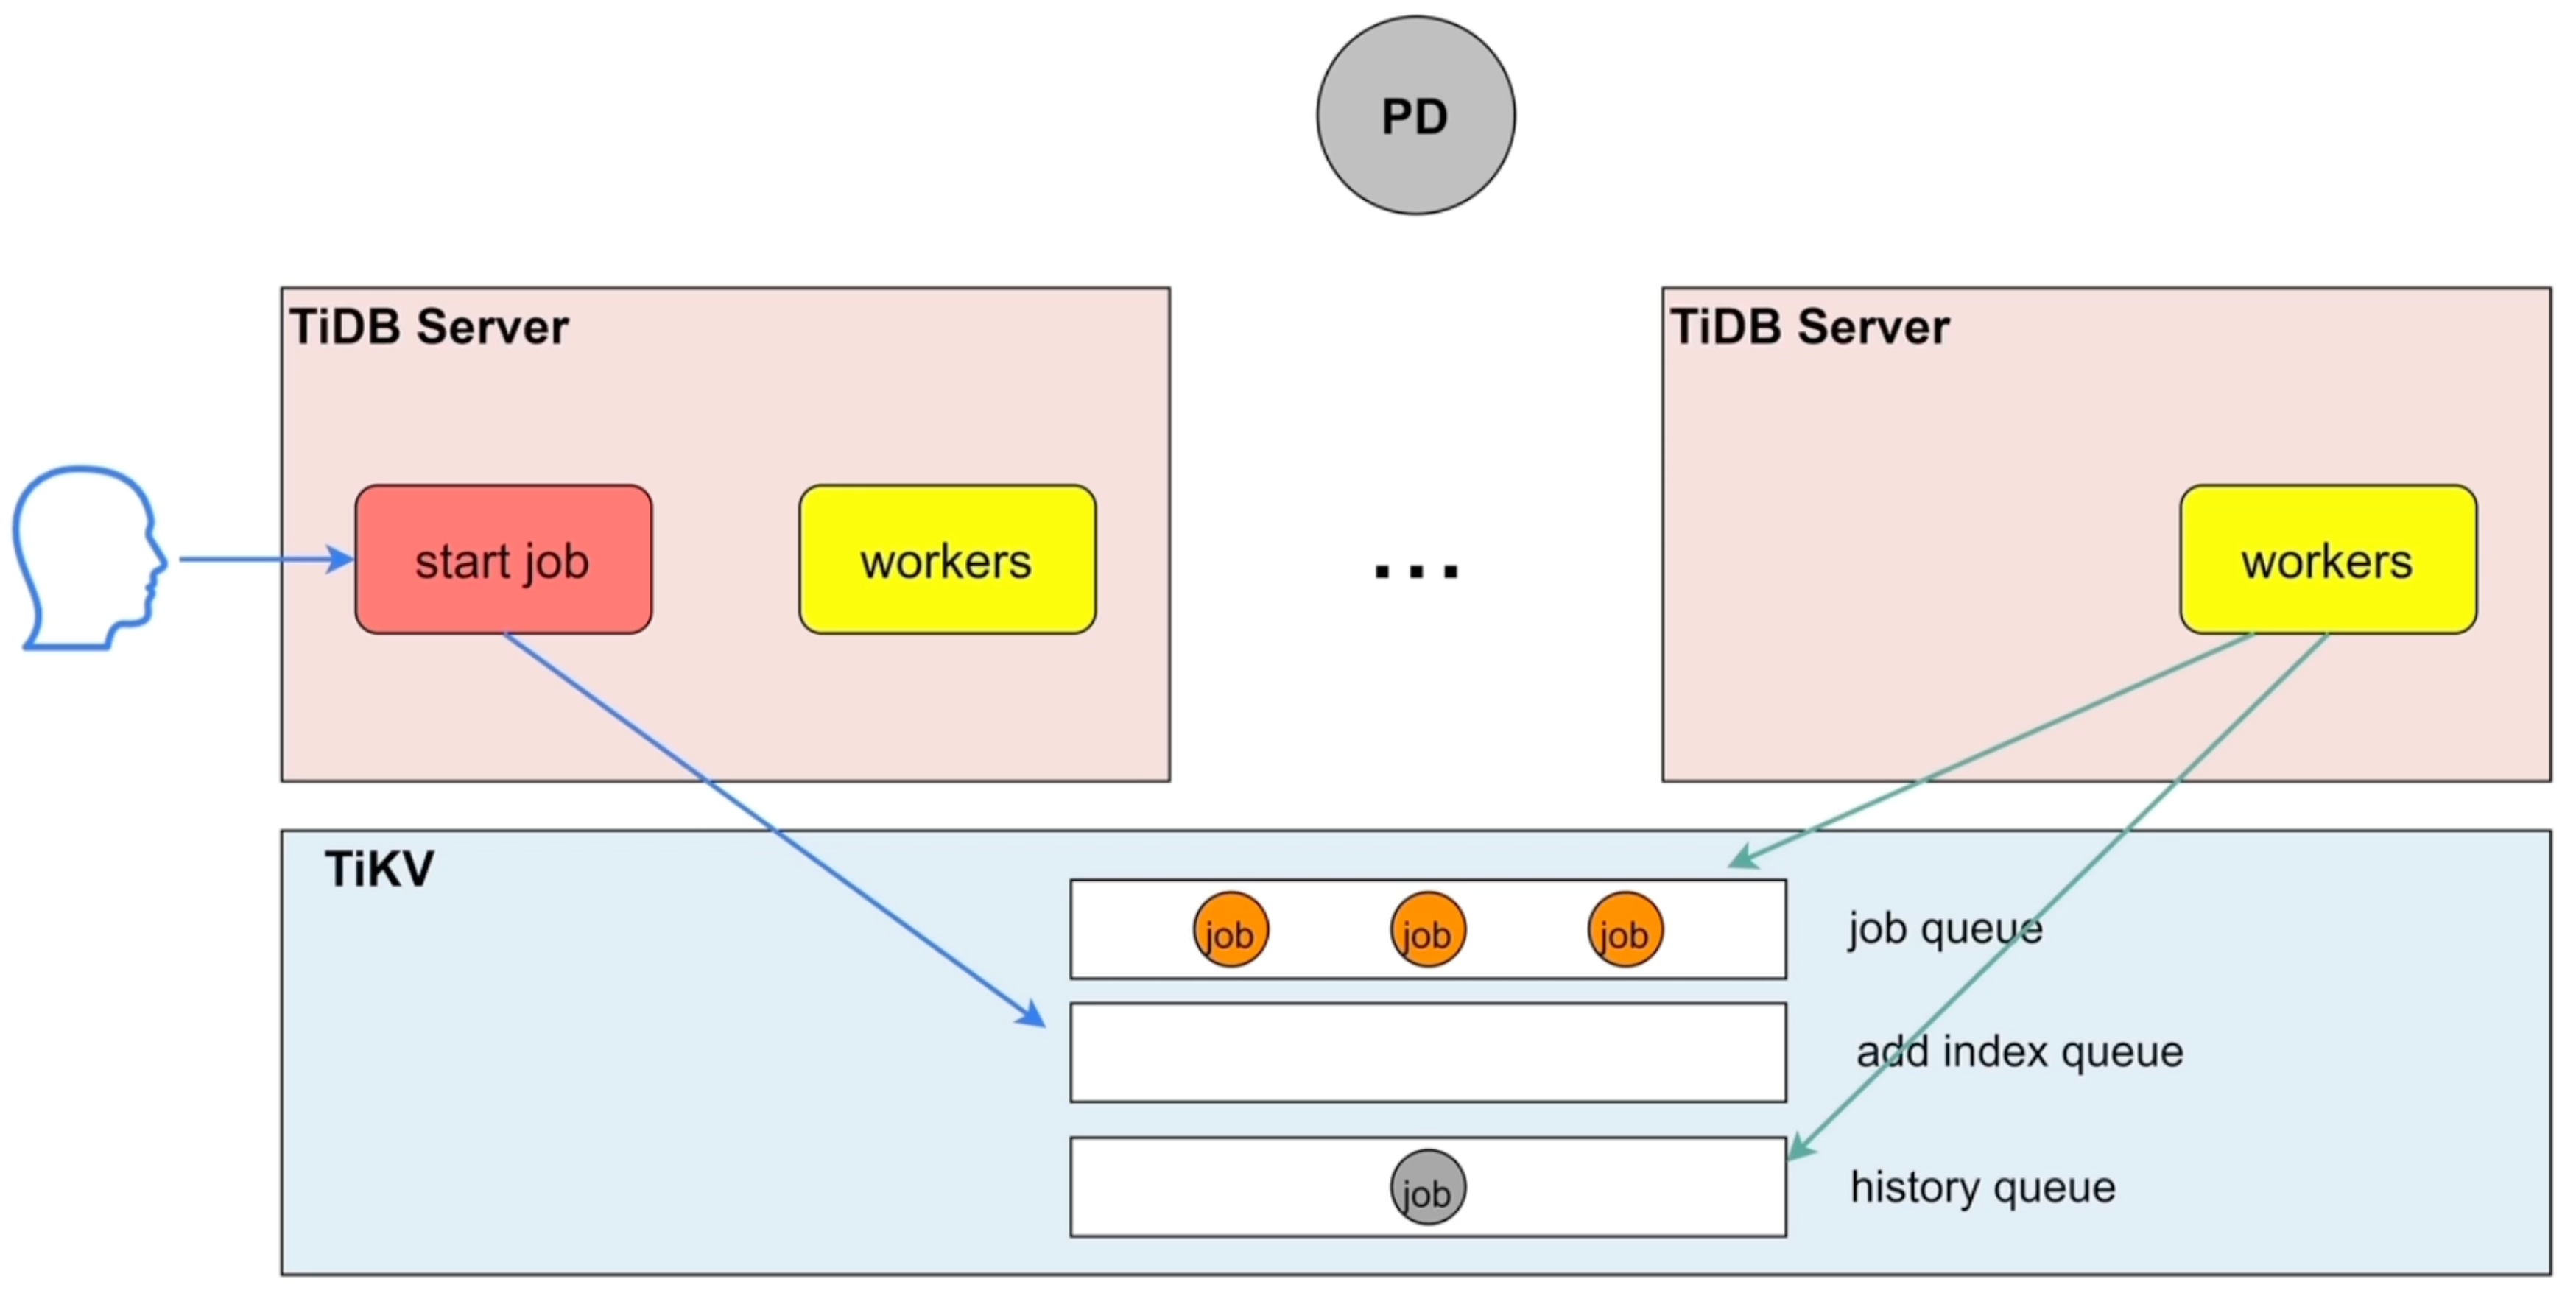 PD
TiDB Server
TiDB Server
start job
workers
...
workers
TiKV
job
job
job
job queue
add index queue
job
history queue